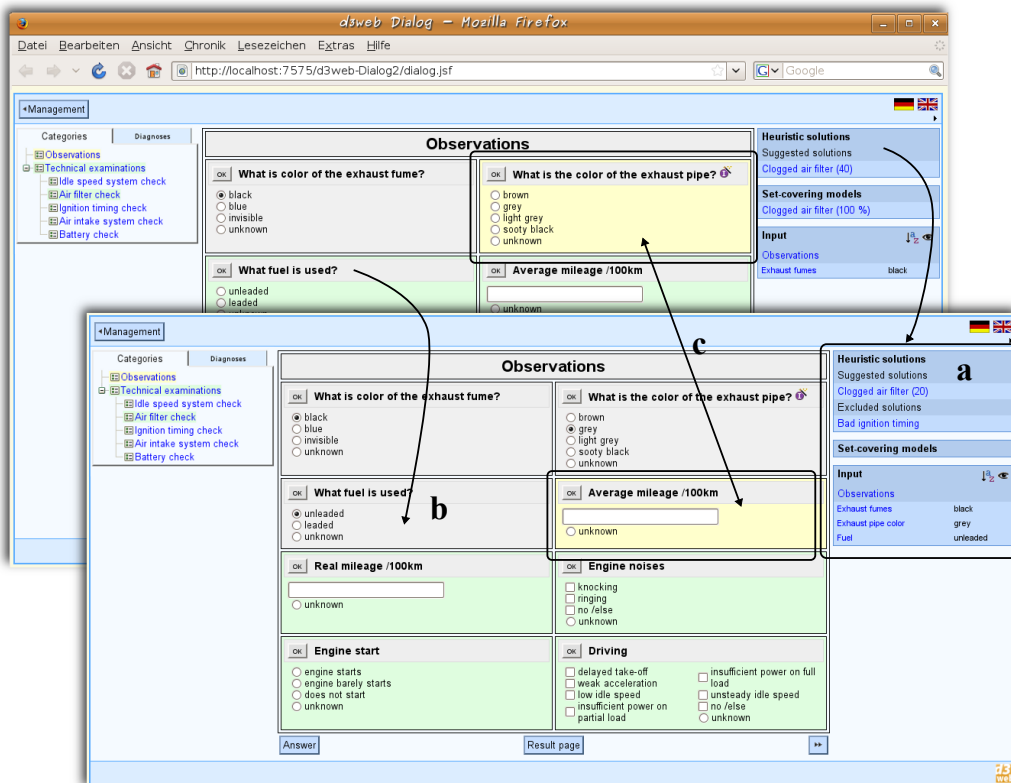 d3web Dialog - Mozilla Firefox
Datei Bearbeiten Ansicht Chronik Lesezeichen Extras Hilfe
http://localhost:7575/d3web-Dialog2/dialog.jsf
G Google
Management
Categories Diagnoses
Observations
Technical examinations
Idle speed system check
Air filter check
Ignition timing check
Air intake system check
Battery check
Observations
OK What is color of the exhaust fume?
black
blue
invisible
unknown
OK What is the color of the exhaust pipe?
brown
grey
light grey
sooty black
unknown
OK What fuel is used?
unleaded
leaded
OK Average mileage /100km
unknown
Heuristic solutions
Suggested solutions
Clogged air filter (40)
Set-covering models
Clogged air filter (100 %)
Input
Observations
Exhaust fumes black
Management
Categories Diagnoses
Observations
Technical examinations
Idle speed system check
Air filter check
Ignition timing check
Air intake system check
Battery check
Observations
OK What is color of the exhaust fume?
black
blue
invisible
unknown
OK What is the color of the exhaust pipe?
brown
grey
light grey
sooty black
unknown
OK What fuel is used?
unleaded
leaded
unknown
b
OK Average mileage /100km
unknown
c
OK Real mileage /100km
unknown
OK Engine noises
knocking
ringing
no /else
unknown
OK Engine start
engine starts
engine barely starts
does not start
unknown
OK Driving
delayed take-off
weak acceleration
low idle speed
insufficient power on
partial load
insufficient power on full
load
unsteady idle speed
no /else
unknown
Answer Result page
Heuristic solutions
Suggested solutions
a
Clogged air filter (20)
Excluded solutions
Bad ignition timing
Set-covering models
Input
Observations
Exhaust fumes black
Exhaust pipe color grey
Fuel unleaded